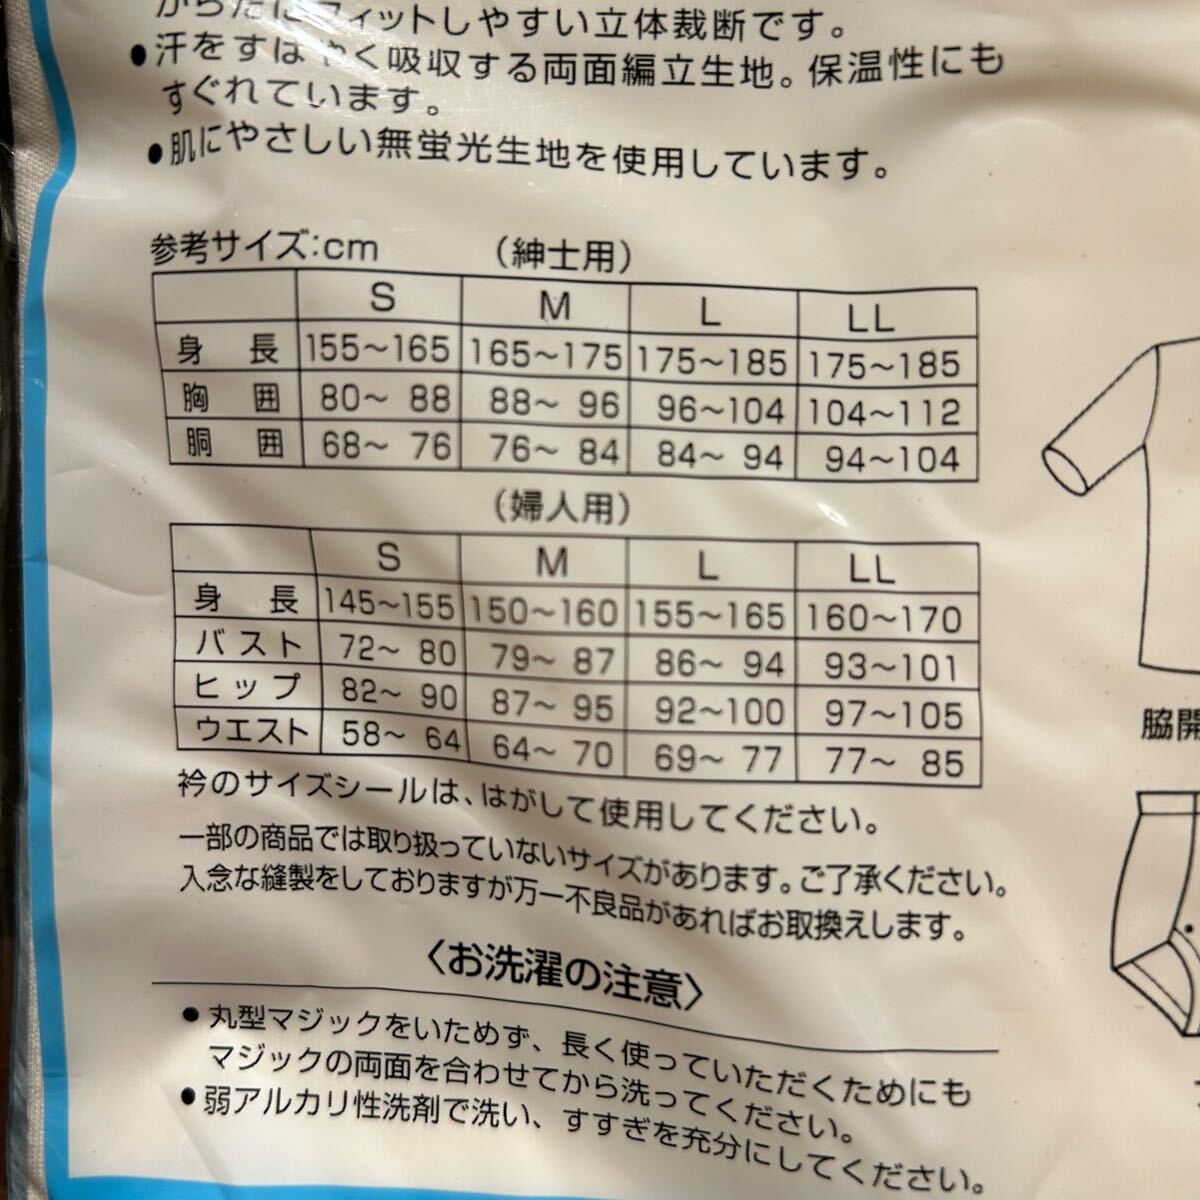 からだにフィットしやすい立体裁断です。
●汗をすばやく吸収する両面編立生地。保温性にも
すぐれています。
●肌にやさしい無蛍光生地を使用しています。
参考サイズ:cm （紳士用）
S M L LL
身長 155～165 165～175 175～185 175～185
胸囲 80～88 88～96 96～104 104～112
胴囲 68～76 76～84 84～94 94～104
（婦人用）
S M L LL
身長 145～155 150～160 155～165 160～170
バスト 72～80 79～87 86～94 93～101
ヒップ 82～90 87～95 92～100 97～105
ウエスト 58～64 64～70 69～77 77～85
衿のサイズシールは、はがして使用してください。
一部の商品では取り扱っていないサイズがあります。ご了承ください。
入念な縫製をしておりますが万一不良品があればお取換えします。
〈お洗濯の注意〉
●丸型マジックをいためず、長く使っていただくためにも
マジックの両面を合わせてから洗ってください。
●弱アルカリ性洗剤で洗い、すすぎを充分にしてください。
脇開